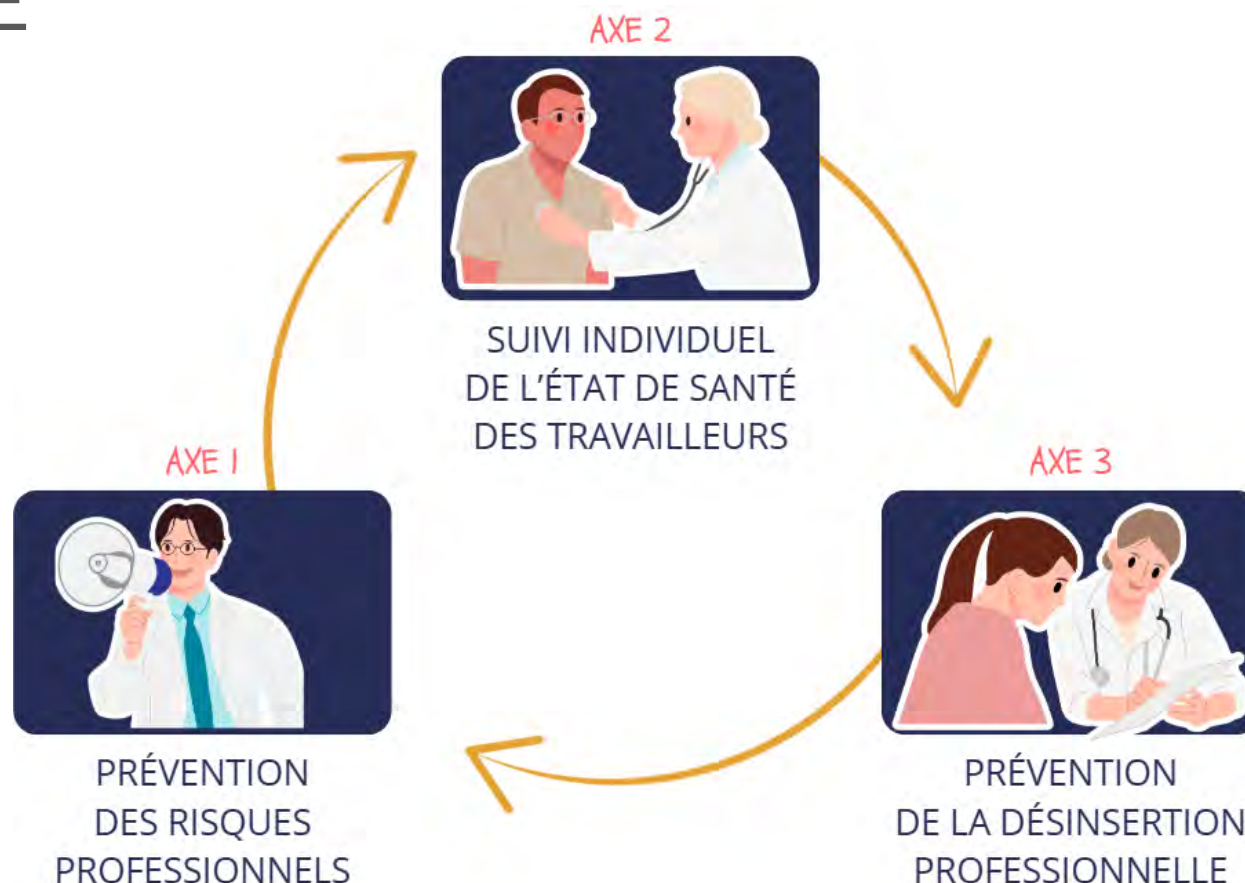 AXE 2
SUIVI INDIVIDUEL
DE L'ÉTAT DE SANTÉ
DES TRAVAILLEURS
AXE 1
PRÉVENTION
DES RISQUES
PROFESSIONNELS
AXE 3
PRÉVENTION
DE LA DÉSINSERTION
PROFESSIONNELLE